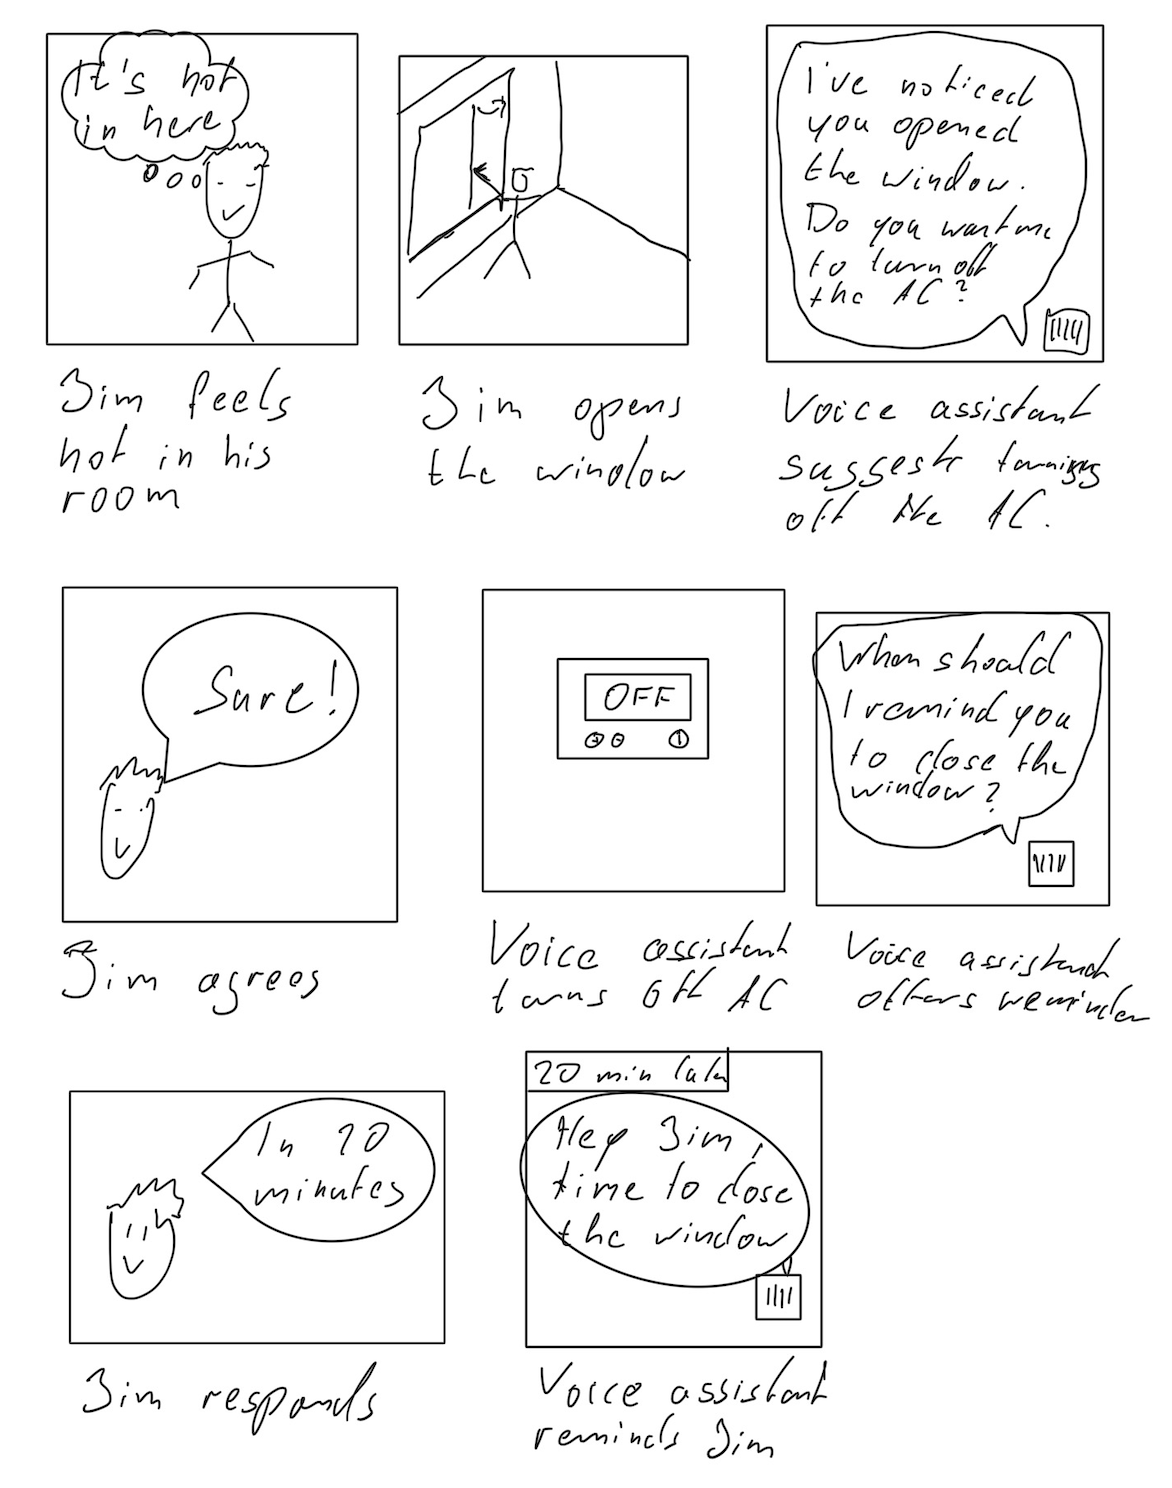 It's hot
in here
Jim feels
hot in his
room
Jim opens
the window
I've noticed
you opened
the window.
Do you want me
to turn off
the AC?
Voice assistant
suggests turning
off the AC.
Sure!
Jim agrees
OFF
Voice assistant
turns off AC
When should
I remind you
to close the
window?
Voice assistant
offers reminder
In 20
minutes
Jim responds
20 min later
Hey Jim,
time to close
the window
Voice assistant
reminds Jim